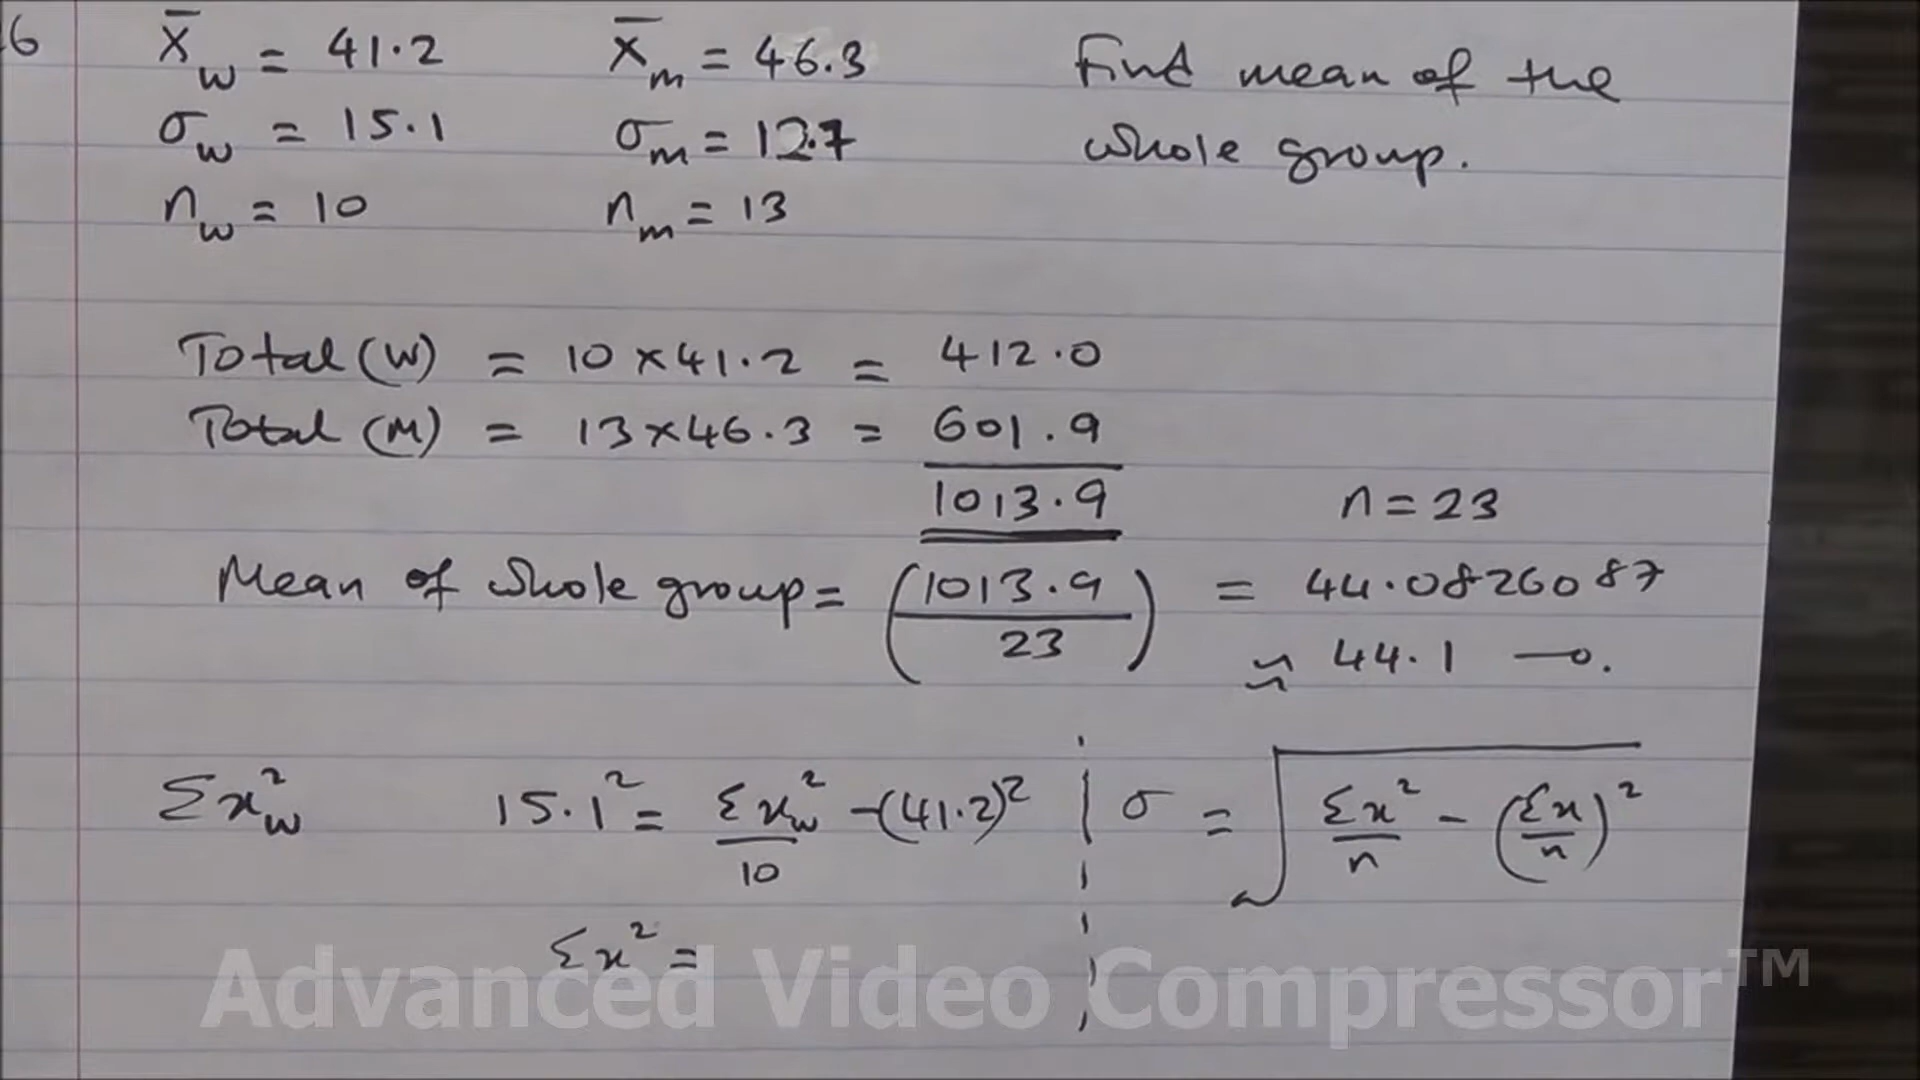 6
x̄w = 41.2 x̄m = 46.3 Find mean of the
σw = 15.1 σm = 12.7 whole group.
nw = 10 nm = 13
Total (W) = 10 × 41.2 = 412.0
Total (M) = 13 × 46.3 = 601.9
1013.9 n = 23
Mean of whole group = (1013.9 / 23) = 44.0826087
≈ 44.1
Σxw² 15.1² = Σxw² / 10 - (41.2)² σ = √(Σx² / n - (Σx / n)²)
Σx² =
Advanced Video Compressor™